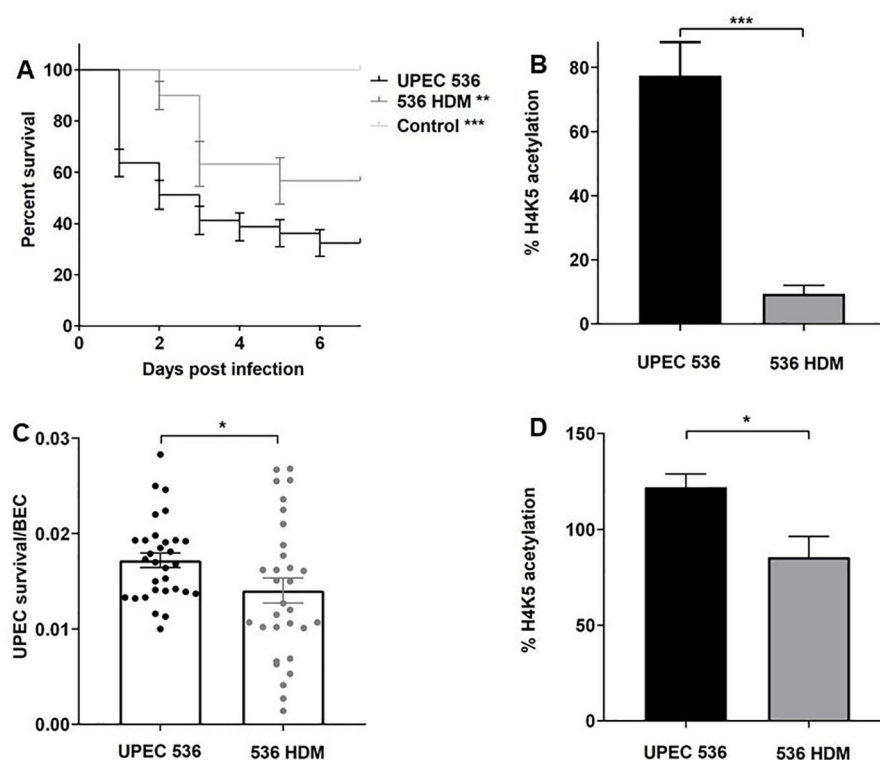 A
Percent survival
100
80
60
40
20
0
0 2 4 6
Days post infection
UPEC 536
536 HDM **
Control ***
B
***
% H4K5 acetylation
80
60
40
20
0
UPEC 536 536 HDM
C
*
UPEC survival/BEC
0.03
0.02
0.01
0.00
UPEC 536 536 HDM
D
*
% H4K5 acetylation
150
100
50
0
UPEC 536 536 HDM